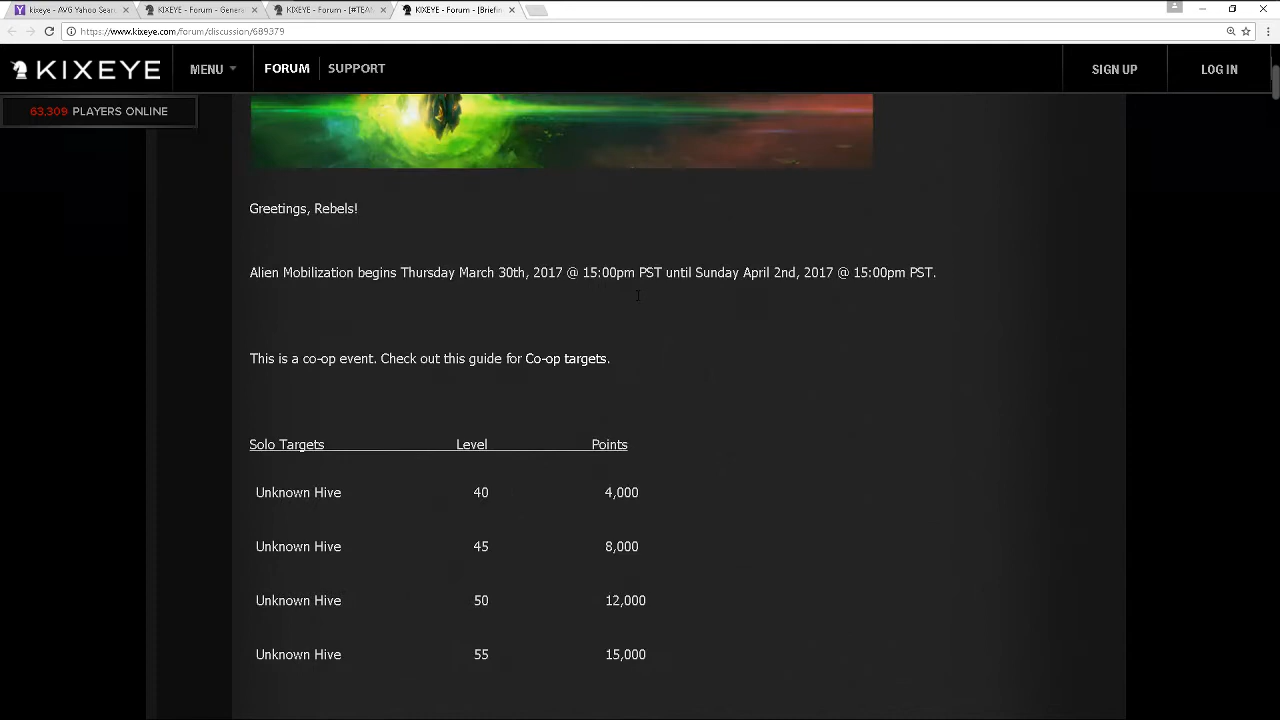 kixeye - AVG Yahoo Sear
KIXEYE - Forum - Genera
KIXEYE - Forum - [#TEAM
KIXEYE - Forum - [Briefin
https://www.kixeye.com/forum/discussion/689379
KIXEYE
MENU
FORUM
SUPPORT
SIGN UP
LOG IN
63,309 PLAYERS ONLINE
Greetings, Rebels!
Alien Mobilization begins Thursday March 30th, 2017 @ 15:00pm PST until Sunday April 2nd, 2017 @ 15:00pm PST.
This is a co-op event. Check out this guide for Co-op targets.
Solo Targets Level Points
Unknown Hive 40 4,000
Unknown Hive 45 8,000
Unknown Hive 50 12,000
Unknown Hive 55 15,000